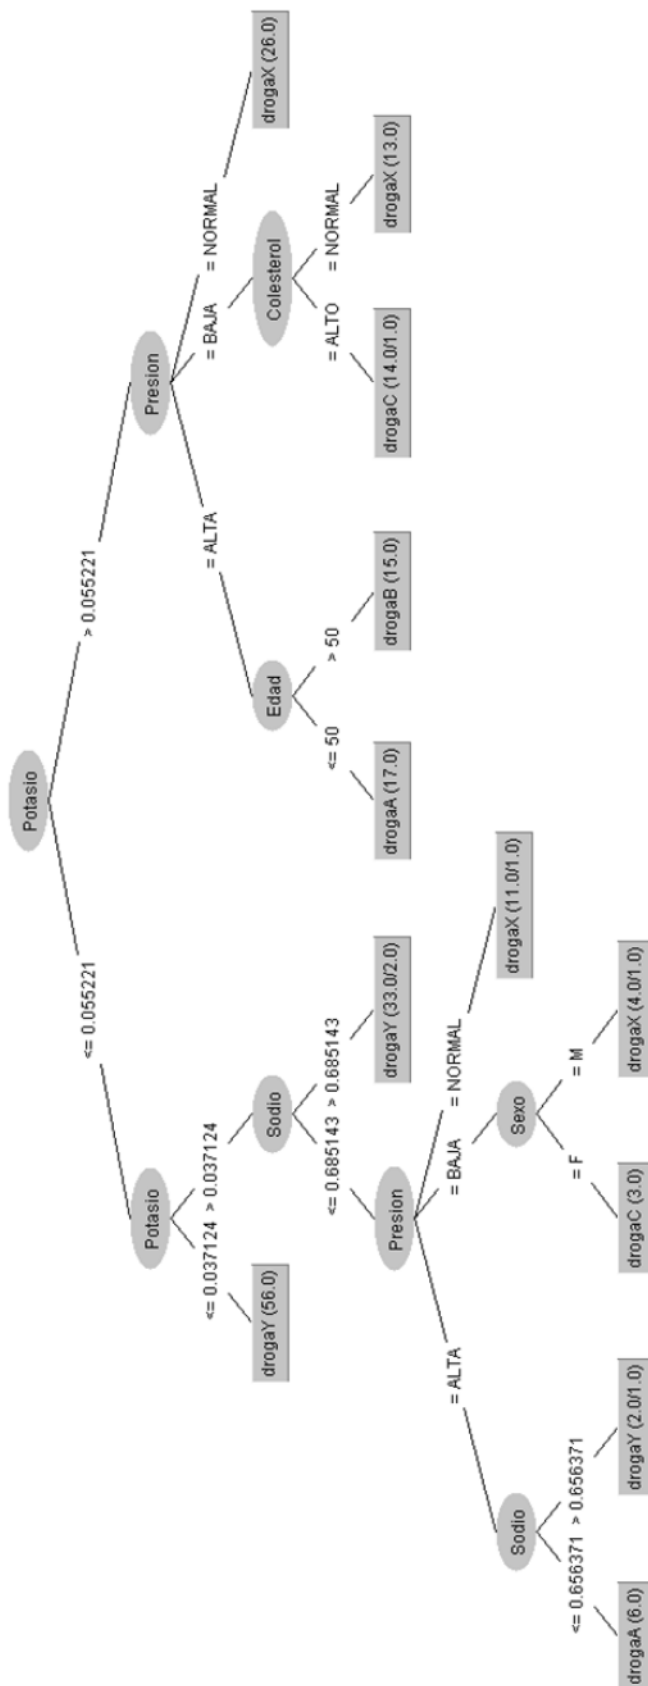 Potasio
<= 0.055221
> 0.055221
Potasio
Presion
<= 0.037124
> 0.037124
= ALTA
= BAJA
= NORMAL
drogaY (56.0)
Sodio
Edad
Colesterol
drogaX (26.0)
<= 0.685143
> 0.685143
<= 50
> 50
= ALTO
= NORMAL
Presion
drogaY (33.0/2.0)
drogaA (17.0)
drogaB (15.0)
drogaC (14.0/1.0)
drogaX (13.0)
= ALTA
= BAJA
= NORMAL
Sodio
Sexo
drogaX (11.0/1.0)
<= 0.656371
> 0.656371
= F
= M
drogaA (6.0)
drogaY (2.0/1.0)
drogaC (3.0)
drogaX (4.0/1.0)